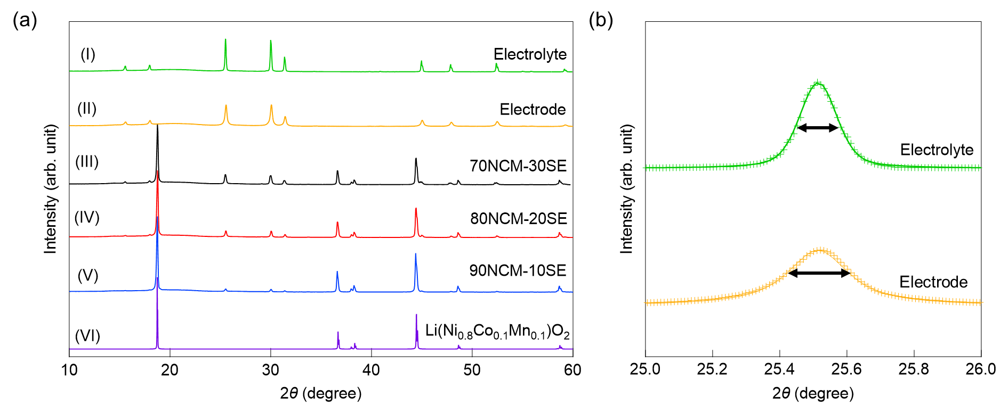 (a)
Intensity (arb. unit)
(I)
Electrolyte
(II)
Electrode
(III)
70NCM-30SE
(IV)
80NCM-20SE
(V)
90NCM-10SE
(VI)
Li(Ni0.8Co0.1Mn0.1)O2
10 20 30 40 50 60
2θ (degree)
(b)
Intensity (arb. unit)
Electrolyte
Electrode
25.0 25.2 25.4 25.6 25.8 26.0
2θ (degree)